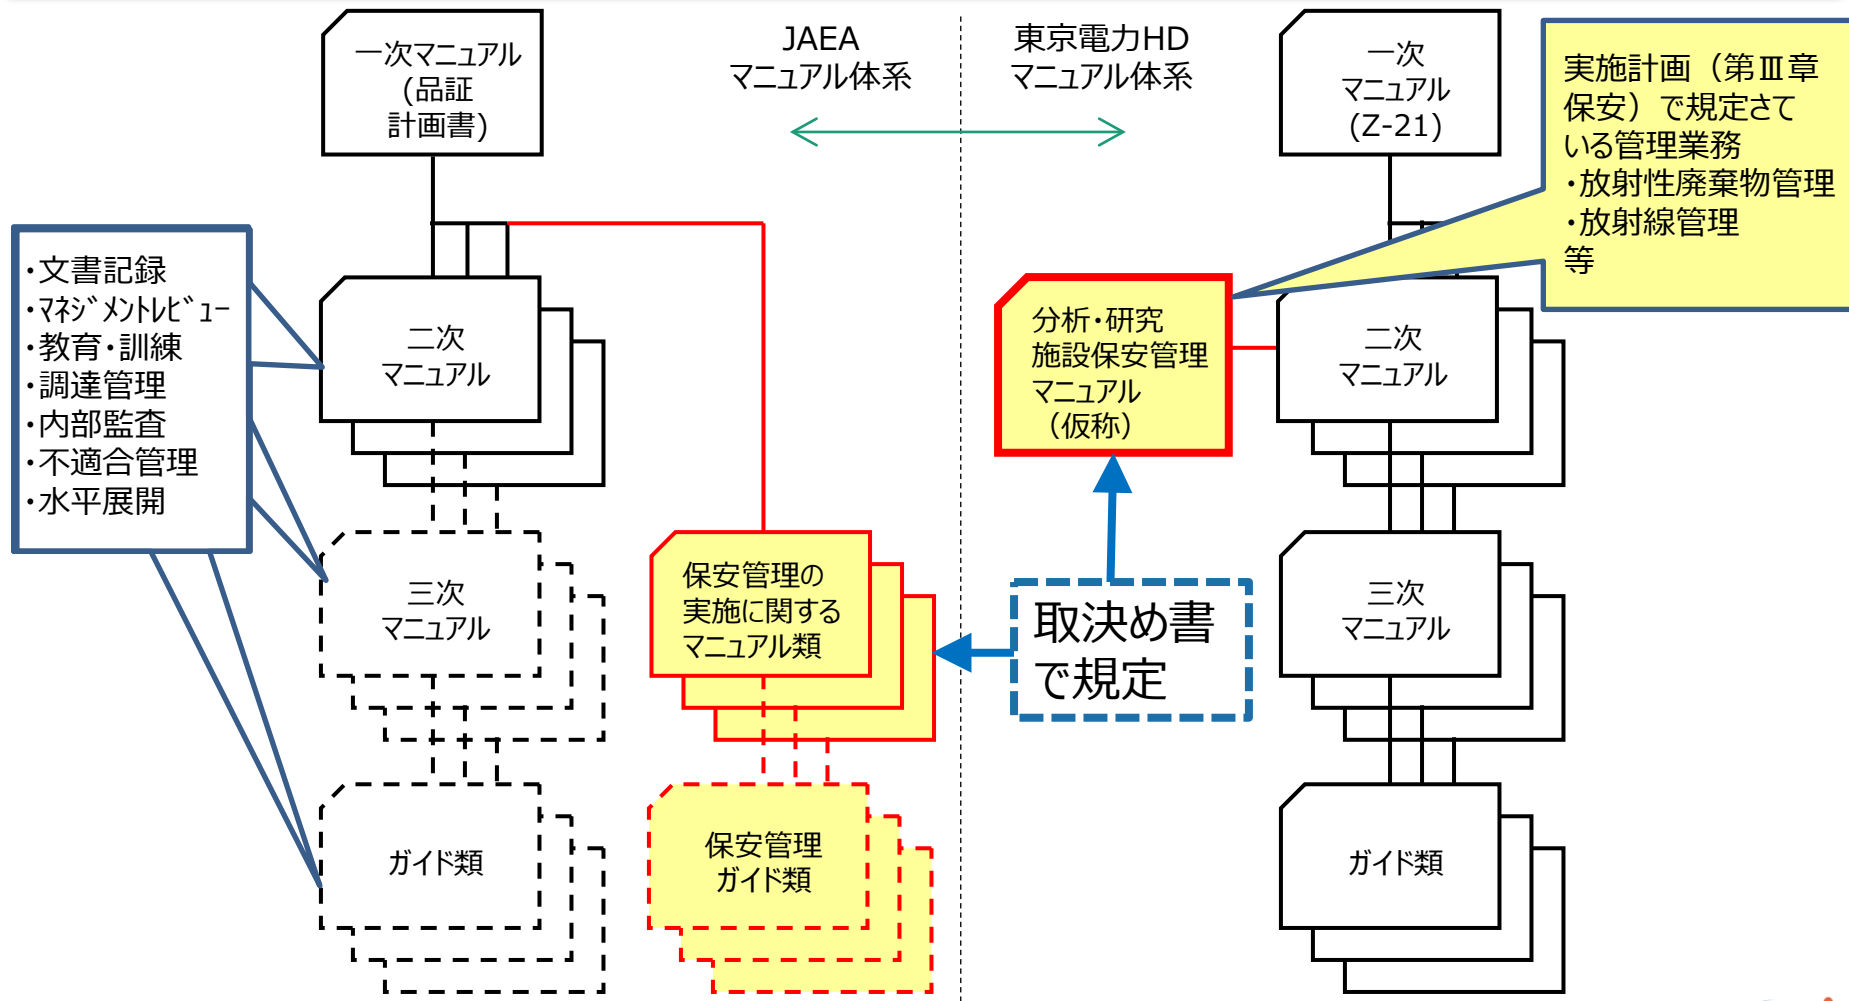 一次マニュアル
(品証
計画書)
JAEA
マニュアル体系
東京電力HD
マニュアル体系
一次
マニュアル
(Z-21)
実施計画（第Ⅲ章
保安）で規定さて
いる管理業務
・放射性廃棄物管理
・放射線管理
等
・文書記録
・ﾏﾈｼﾞﾒﾝﾄﾚﾋﾞｭｰ
・教育・訓練
・調達管理
・内部監査
・不適合管理
・水平展開
二次
マニュアル
分析・研究
施設保安管理
マニュアル
（仮称）
二次
マニュアル
三次
マニュアル
保安管理の
実施に関する
マニュアル類
取決め書
で規定
三次
マニュアル
ガイド類
保安管理
ガイド類
ガイド類